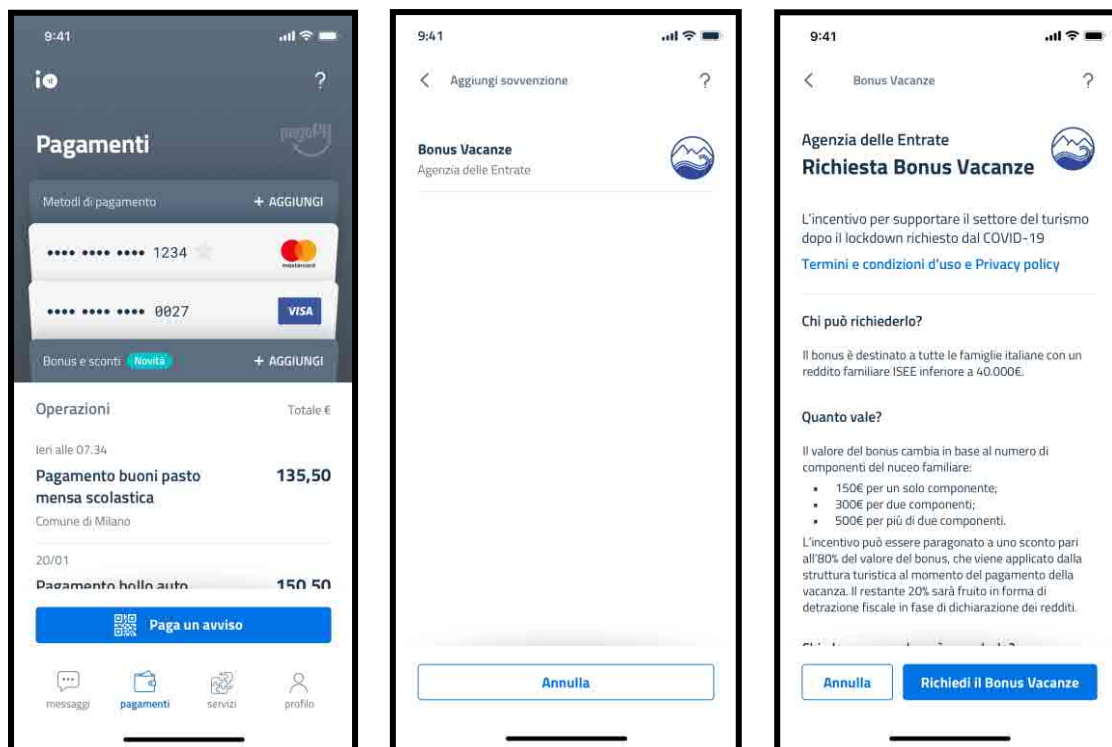 9:41
io
?
Pagamenti
pagoPA
Metodi di pagamento + AGGIUNGI
•••• •••• •••• 1234
mastercard
•••• •••• •••• 0027
VISA
Bonus e sconti Novità + AGGIUNGI
Operazioni Totale €
Ieri alle 07.34
Pagamento buoni pasto 135,50
mensa scolastica
Comune di Milano
20/01
Pagamento bollo auto 150,50
Paga un avviso
messaggi pagamenti servizi profilo
9:41
Aggiungi sovvenzione ?
Bonus Vacanze
Agenzia delle Entrate
Annulla
9:41
Bonus Vacanze ?
Agenzia delle Entrate
Richiesta Bonus Vacanze
L'incentivo per supportare il settore del turismo
dopo il lockdown richiesto dal COVID-19
Termini e condizioni d'uso e Privacy policy
Chi può richiederlo?
Il bonus è destinato a tutte le famiglie italiane con un
reddito familiare ISEE inferiore a 40.000€.
Quanto vale?
Il valore del bonus cambia in base al numero di
componenti del nuceo familiare:
• 150€ per un solo componente;
• 300€ per due componenti;
• 500€ per più di due componenti.
L'incentivo può essere paragonato a uno sconto pari
all'80% del valore del bonus, che viene applicato dalla
struttura turistica al momento del pagamento della
vacanza. Il restante 20% sarà fruito in forma di
detrazione fiscale in fase di dichiarazione dei redditi.
Annulla Richiedi il Bonus Vacanze